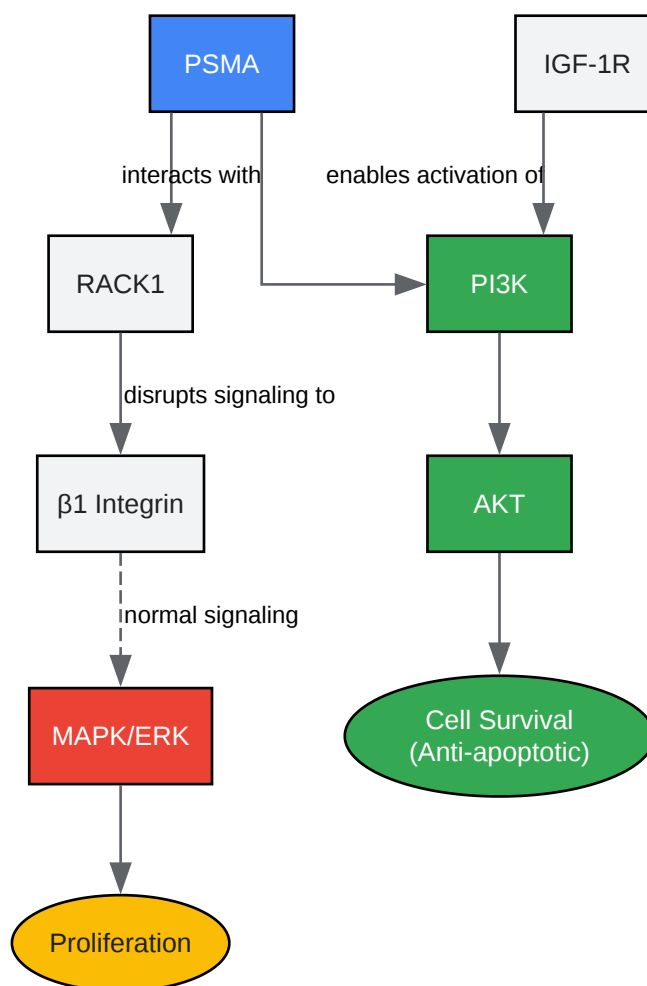 PSMA
IGF-1R
interacts with
enables activation of
RACK1
PI3K
disrupts signaling to
β1 Integrin
AKT
normal signaling
MAPK/ERK
Cell Survival
(Anti-apoptotic)
Proliferation